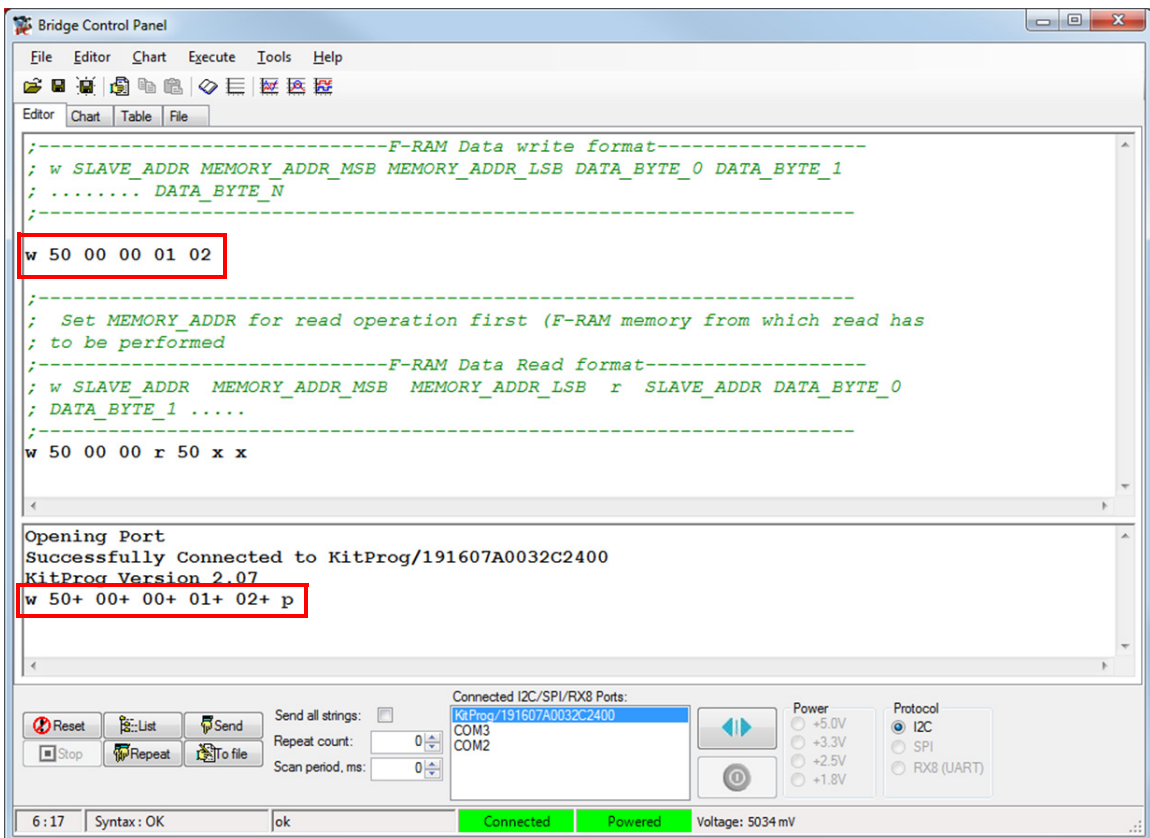 Bridge Control Panel
File Editor Chart Execute Tools Help
Editor Chart Table File
;------------------------------F-RAM Data write format------------------
; w SLAVE_ADDR MEMORY_ADDR_MSB MEMORY_ADDR_LSB DATA_BYTE_0 DATA_BYTE_1
; ........ DATA_BYTE_N
;----------------------------------------------------------------------
w 50 00 00 01 02
;----------------------------------------------------------------------
;  Set MEMORY_ADDR for read operation first (F-RAM memory from which read has
; to be performed
;------------------------------F-RAM Data Read format-------------------
; w SLAVE_ADDR  MEMORY_ADDR_MSB  MEMORY_ADDR_LSB  r  SLAVE_ADDR DATA_BYTE_0
; DATA_BYTE_1 .....
;----------------------------------------------------------------------
w 50 00 00 r 50 x x
Opening Port
Successfully Connected to KitProg/191607A0032C2400
KitProg Version 2.07
w 50+ 00+ 00+ 01+ 02+ p
Connected I2C/SPI/RX8 Ports:
Reset List Send
Stop Repeat To file
Send all strings:
Repeat count: 0
Scan period, ms: 0
KitProg/191607A0032C2400
COM3
COM2
Power
+5.0V
+3.3V
+2.5V
+1.8V
Protocol
I2C
SPI
RX8 (UART)
6:17 Syntax: OK ok Connected Powered Voltage: 5034 mV